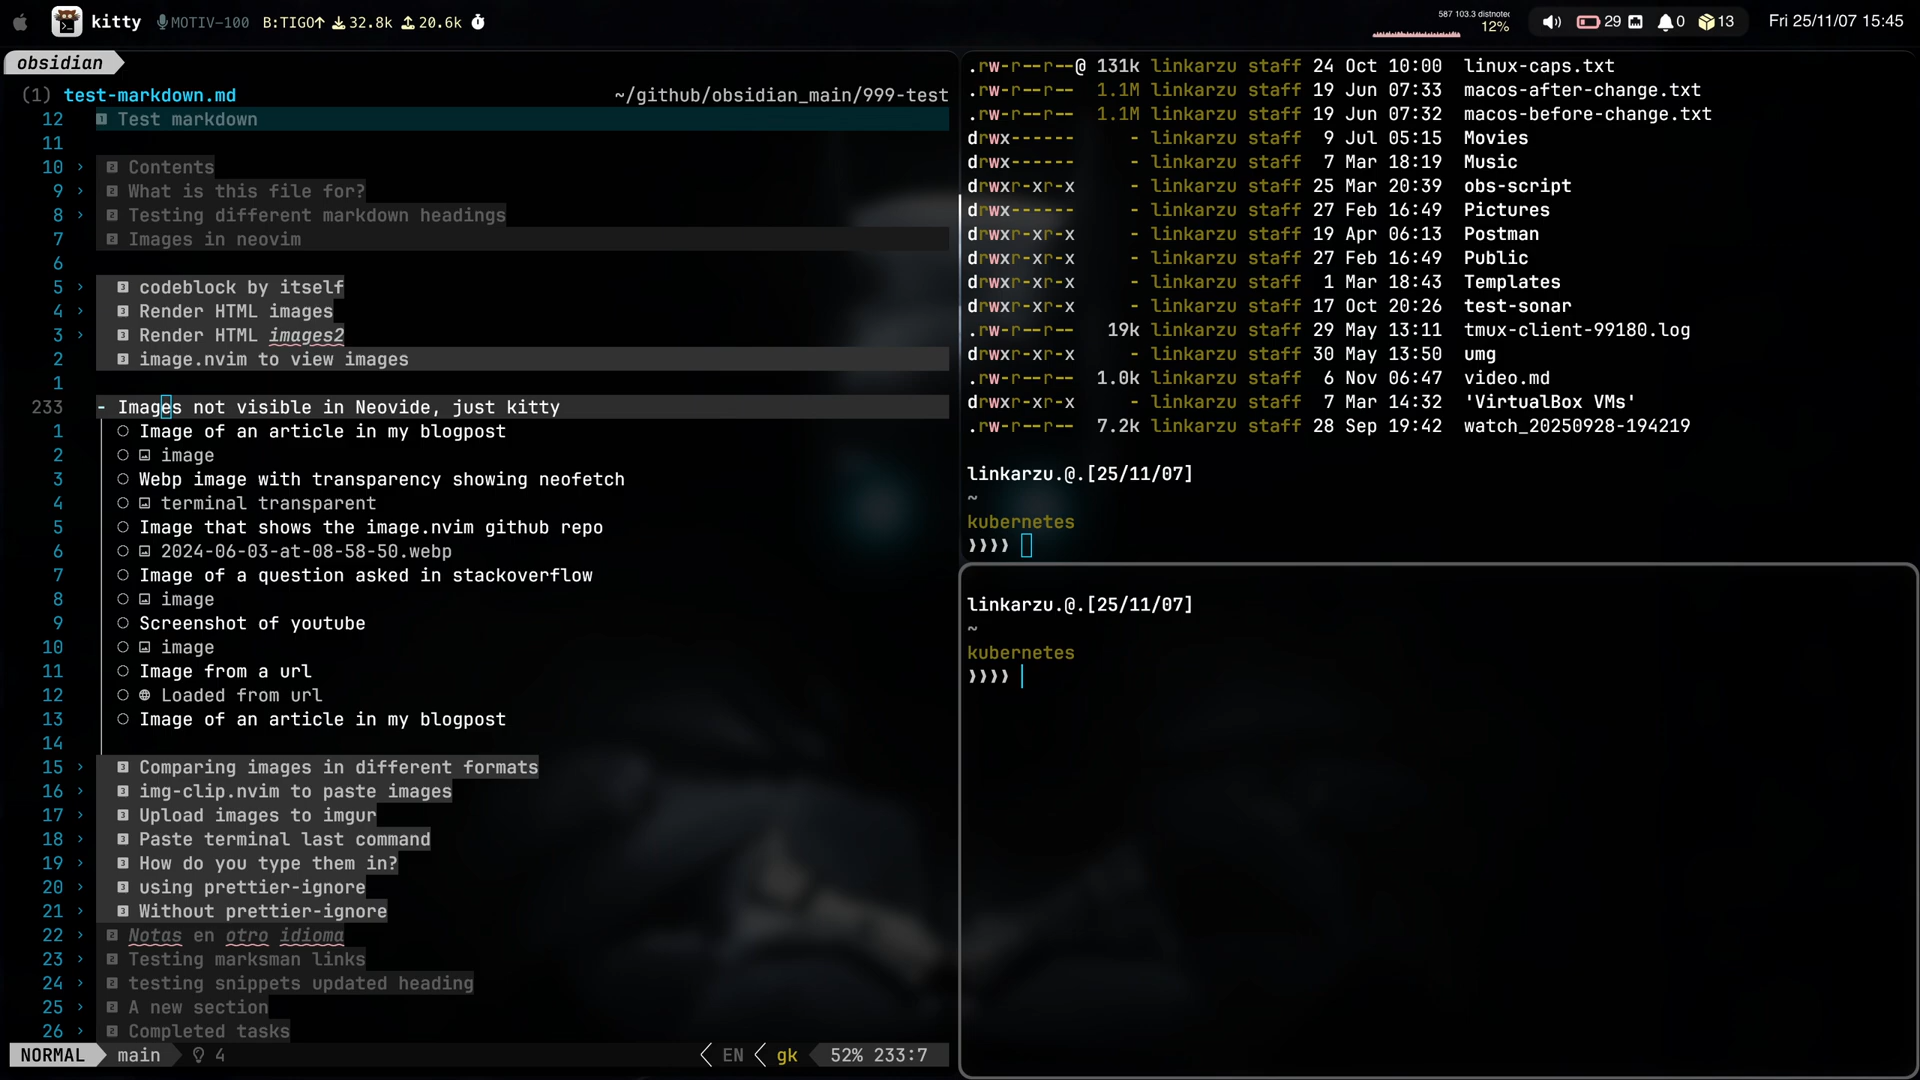 kitty MOTIV-100 B:TIGO↑ 32.8k 20.6k
587 103.3 distnotec
12%
29 0 13 Fri 25/11/07 15:45
obsidian
(1) test-markdown.md ~/github/obsidian_main/999-test
12 Test markdown
11
10 › Contents
9 › What is this file for?
8 › Testing different markdown headings
7 Images in neovim
6
5 › codeblock by itself
4 › Render HTML images
3 › Render HTML images2
2 image.nvim to view images
1
233 - Images not visible in Neovide, just kitty
1 ○ Image of an article in my blogpost
2 ○ image
3 ○ Webp image with transparency showing neofetch
4 ○ terminal transparent
5 ○ Image that shows the image.nvim github repo
6 ○ 2024-06-03-at-08-58-50.webp
7 ○ Image of a question asked in stackoverflow
8 ○ image
9 ○ Screenshot of youtube
10 ○ image
11 ○ Image from a url
12 ○ Loaded from url
13 ○ Image of an article in my blogpost
14
15 › Comparing images in different formats
16 › img-clip.nvim to paste images
17 › Upload images to imgur
18 › Paste terminal last command
19 › How do you type them in?
20 › using prettier-ignore
21 › Without prettier-ignore
22 › Notas en otro idioma
23 › Testing marksman links
24 › testing snippets updated heading
25 › A new section
26 › Completed tasks
NORMAL main 4 EN gk 52% 233:7
.rw-r--r--@ 131k linkarzu staff 24 Oct 10:00 linux-caps.txt
.rw-r--r-- 1.1M linkarzu staff 19 Jun 07:33 macos-after-change.txt
.rw-r--r-- 1.1M linkarzu staff 19 Jun 07:32 macos-before-change.txt
drwx------ - linkarzu staff 9 Jul 05:15 Movies
drwx------ - linkarzu staff 7 Mar 18:19 Music
drwxr-xr-x - linkarzu staff 25 Mar 20:39 obs-script
drwx------ - linkarzu staff 27 Feb 16:49 Pictures
drwxr-xr-x - linkarzu staff 19 Apr 06:13 Postman
drwxr-xr-x - linkarzu staff 27 Feb 16:49 Public
drwxr-xr-x - linkarzu staff 1 Mar 18:43 Templates
drwxr-xr-x - linkarzu staff 17 Oct 20:26 test-sonar
.rw-r--r-- 19k linkarzu staff 29 May 13:11 tmux-client-99180.log
drwxr-xr-x - linkarzu staff 30 May 13:50 umg
.rw-r--r-- 1.0k linkarzu staff 6 Nov 06:47 video.md
drwxr-xr-x - linkarzu staff 7 Mar 14:32 'VirtualBox VMs'
.rw-r--r-- 7.2k linkarzu staff 28 Sep 19:42 watch_20250928-194219
linkarzu.@.[25/11/07]
~
kubernetes
❯❯❯❯
linkarzu.@.[25/11/07]
~
kubernetes
❯❯❯❯